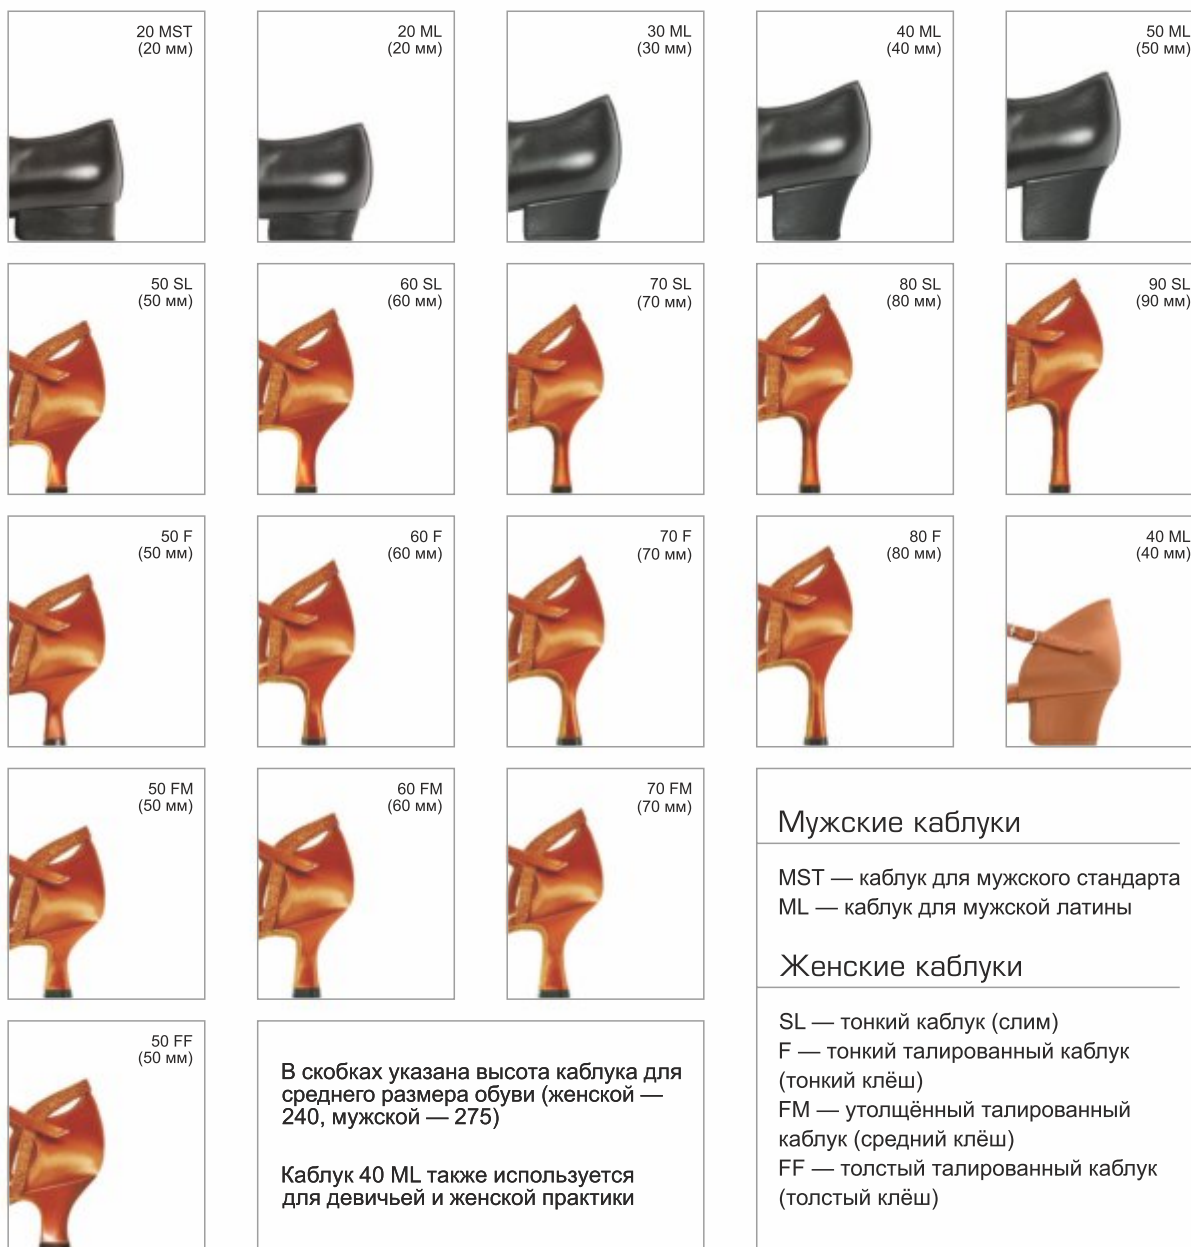 20 MST
(20 мм)
20 ML
(20 мм)
30 ML
(30 мм)
40 ML
(40 мм)
50 ML
(50 мм)
50 SL
(50 мм)
60 SL
(60 мм)
70 SL
(70 мм)
80 SL
(80 мм)
90 SL
(90 мм)
50 F
(50 мм)
60 F
(60 мм)
70 F
(70 мм)
80 F
(80 мм)
40 ML
(40 мм)
50 FM
(50 мм)
60 FM
(60 мм)
70 FM
(70 мм)
50 FF
(50 мм)
В скобках указана высота каблука для
среднего размера обуви (женской —
240, мужской — 275)
Каблук 40 ML также используется
для девичьей и женской практики
Мужские каблуки
MST — каблук для мужского стандарта
ML — каблук для мужской латины
Женские каблуки
SL — тонкий каблук (слим)
F — тонкий талированный каблук
(тонкий клёш)
FM — утолщённый талированный
каблук (средний клёш)
FF — толстый талированный каблук
(толстый клёш)